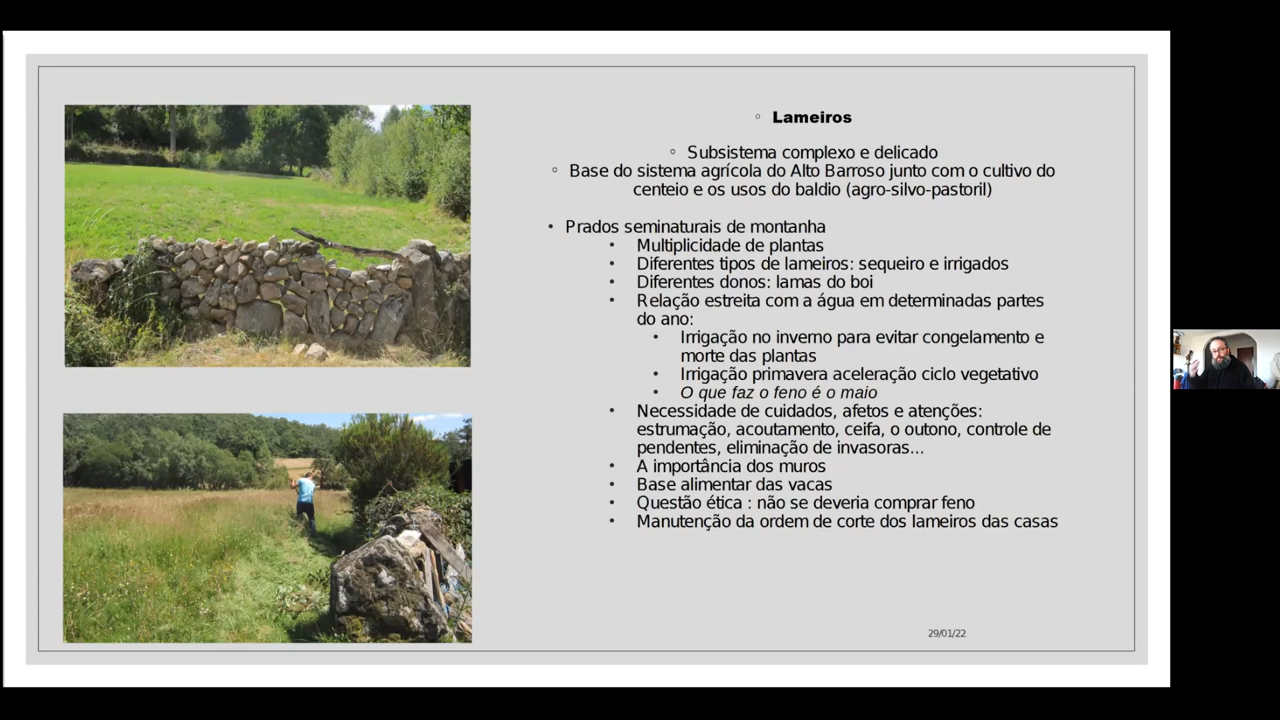 ◦ Lameiros
◦ Subsistema complexo e delicado
◦ Base do sistema agrícola do Alto Barroso junto com o cultivo do
centeio e os usos do baldio (agro-silvo-pastoril)
• Prados seminaturais de montanha
• Multiplicidade de plantas
• Diferentes tipos de lameiros: sequeiro e irrigados
• Diferentes donos: lamas do boi
• Relação estreita com a água em determinadas partes
do ano:
• Irrigação no inverno para evitar congelamento e
morte das plantas
• Irrigação primavera aceleração ciclo vegetativo
• O que faz o feno é o maio
• Necessidade de cuidados, afetos e atenções:
estrumação, acoutamento, ceifa, o outono, controle de
pendentes, eliminação de invasoras...
• A importância dos muros
• Base alimentar das vacas
• Questão ética : não se deveria comprar feno
• Manutenção da ordem de corte dos lameiros das casas
29/01/22